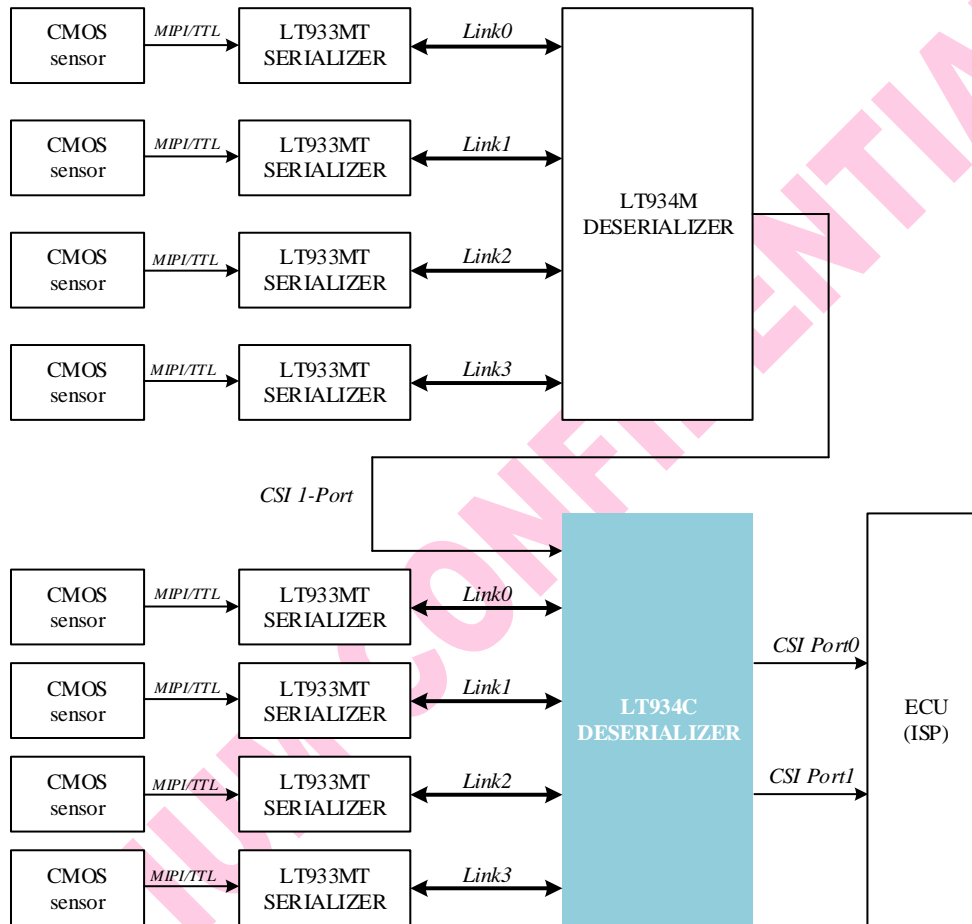 CMOS
sensor
MIPI/TTL
LT933MT
SERIALIZER
Link0
CMOS
sensor
MIPI/TTL
LT933MT
SERIALIZER
Link1
CMOS
sensor
MIPI/TTL
LT933MT
SERIALIZER
Link2
CMOS
sensor
MIPI/TTL
LT933MT
SERIALIZER
Link3
LT934M
DESERIALIZER
CSI 1-Port
CMOS
sensor
MIPI/TTL
LT933MT
SERIALIZER
Link0
CMOS
sensor
MIPI/TTL
LT933MT
SERIALIZER
Link1
CMOS
sensor
MIPI/TTL
LT933MT
SERIALIZER
Link2
CMOS
sensor
MIPI/TTL
LT933MT
SERIALIZER
Link3
LT934C
DESERIALIZER
CSI Port0
CSI Port1
ECU
(ISP)